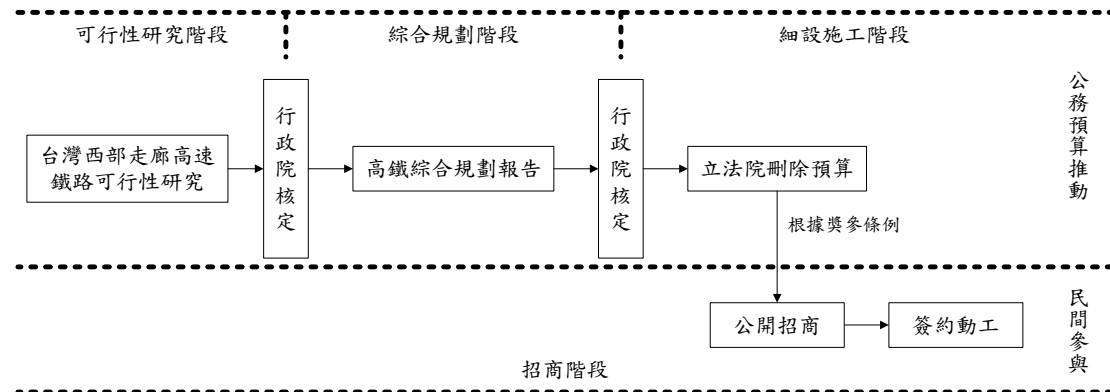 可行性研究階段
綜合規劃階段
細設施工階段
公務預算推動
台灣西部走廊高速
鐵路可行性研究
行政院核定
高鐵綜合規劃報告
行政院核定
立法院刪除預算
根據獎參條例
公開招商
簽約動工
民間參與
招商階段